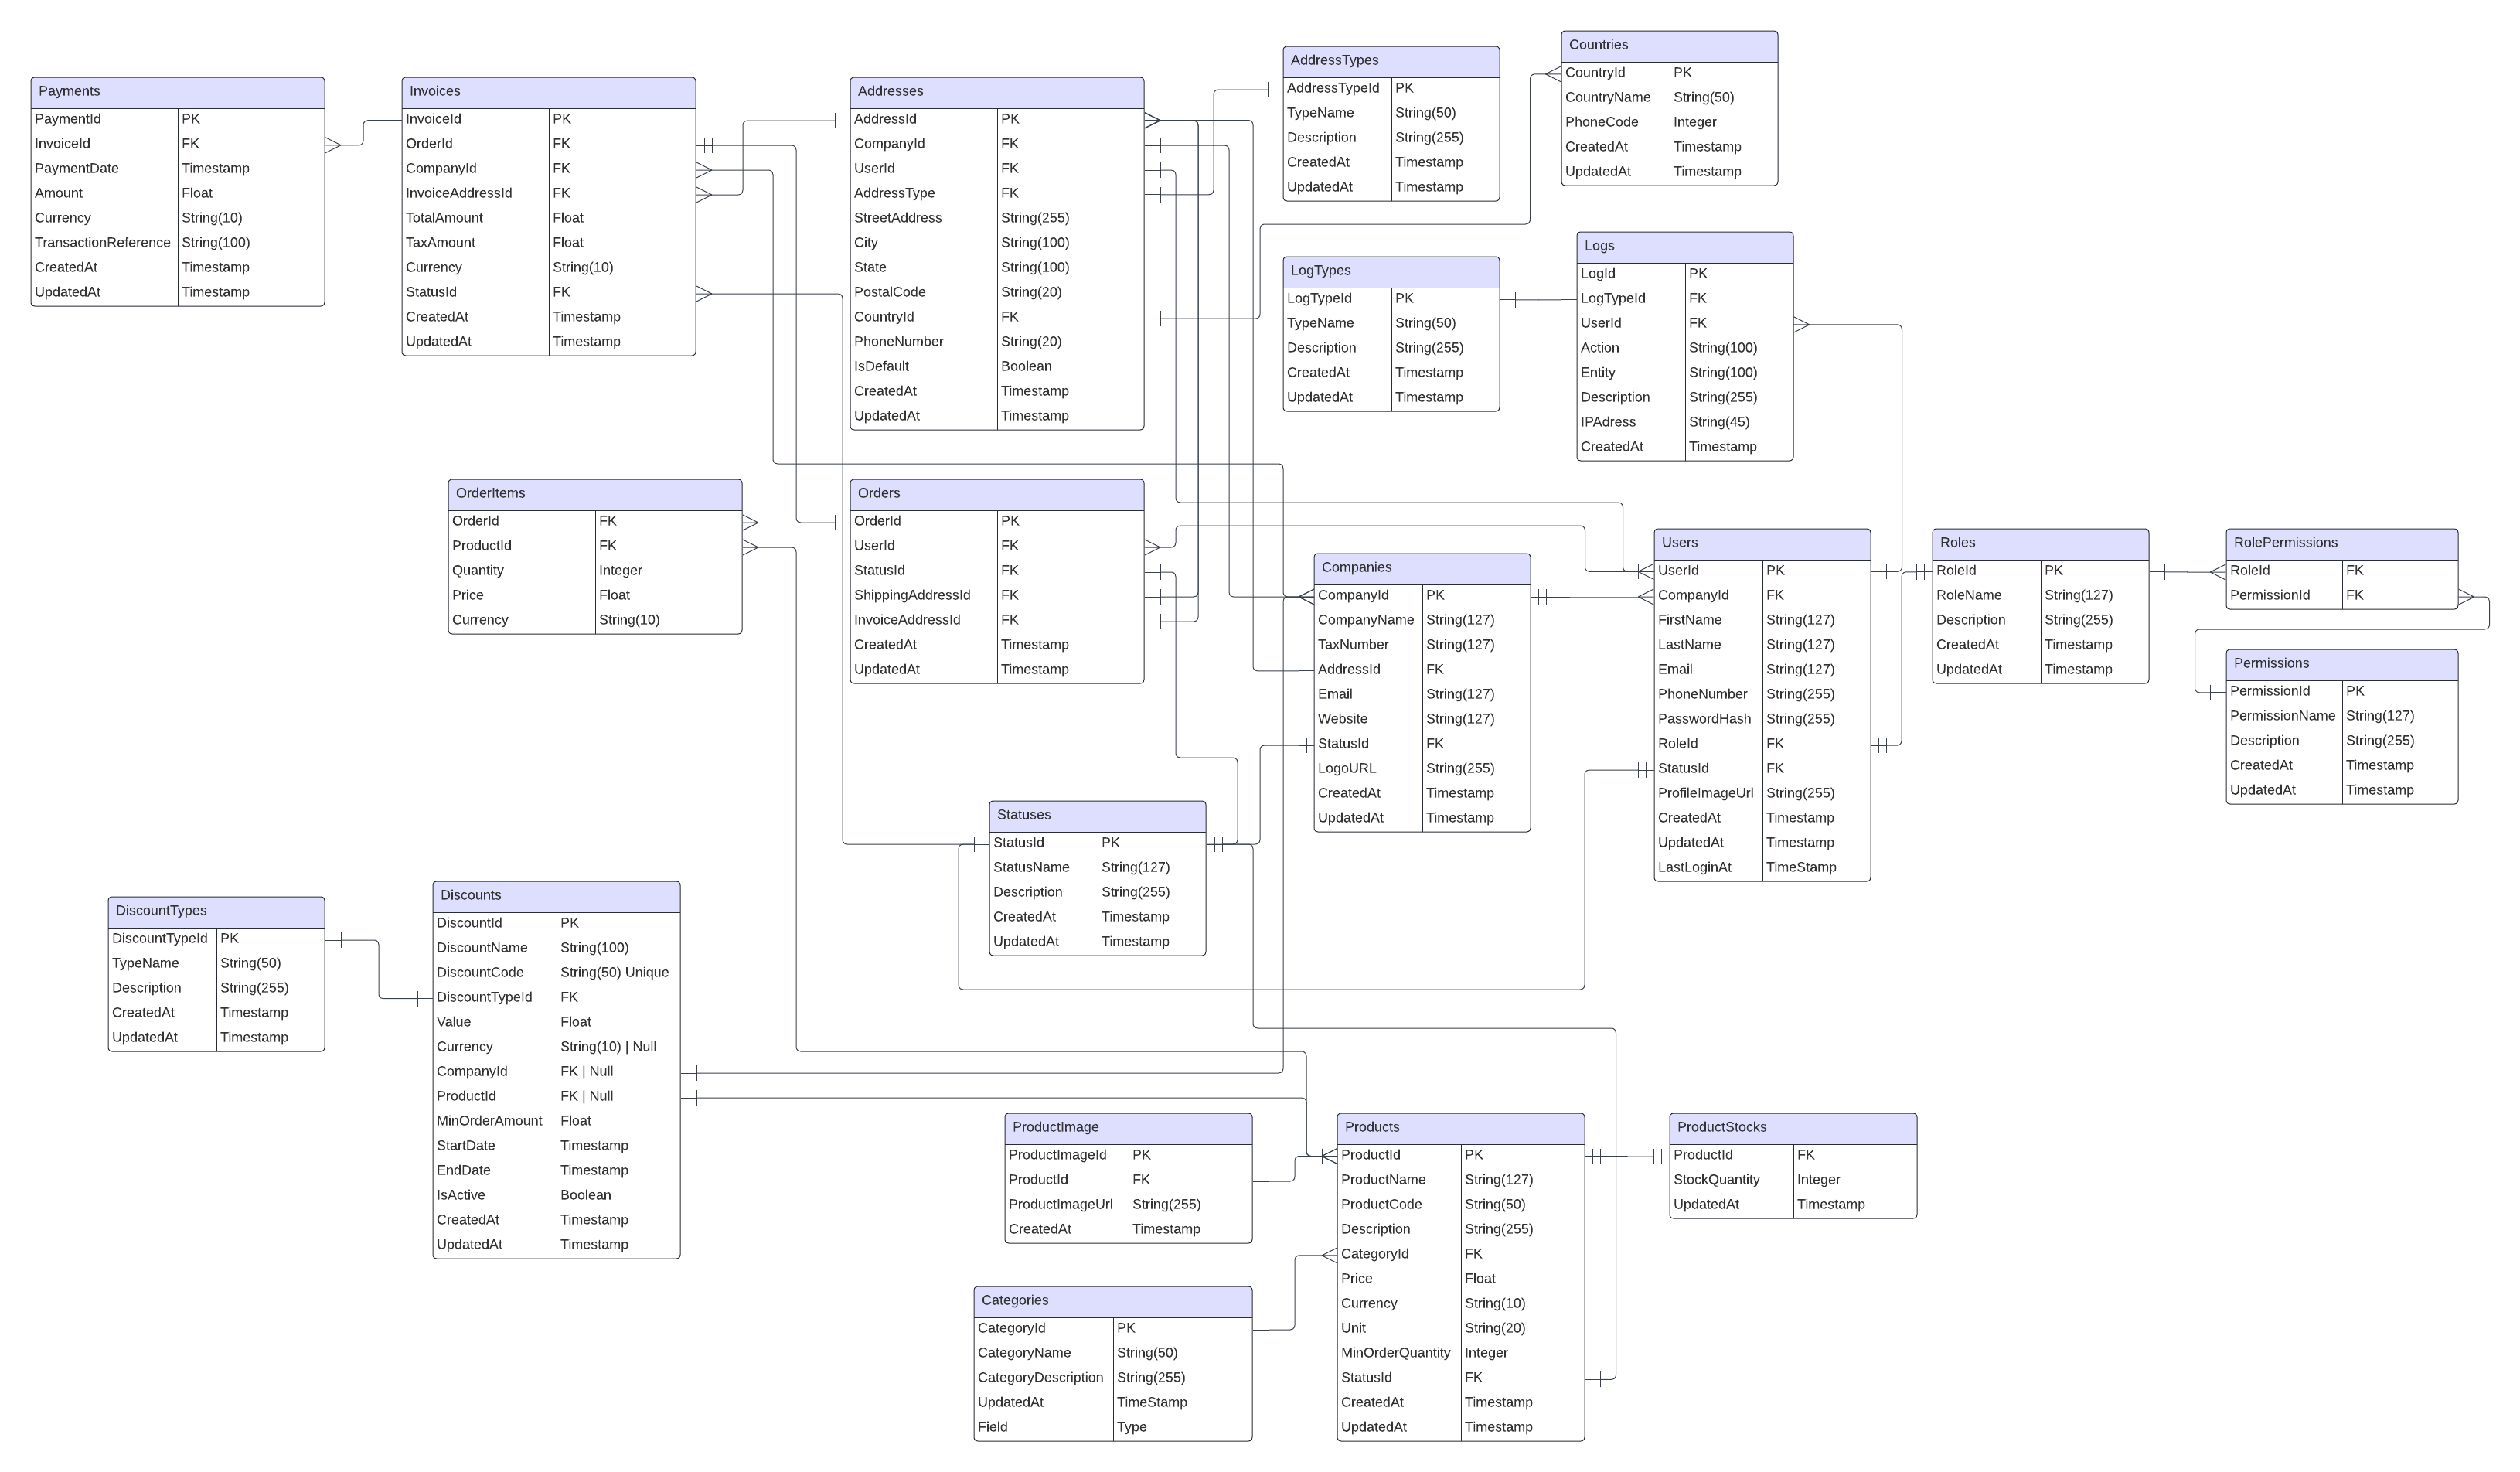 Payments
PaymentId PK
InvoiceId FK
PaymentDate Timestamp
Amount Float
Currency String(10)
TransactionReference String(100)
CreatedAt Timestamp
UpdatedAt Timestamp
Invoices
InvoiceId PK
OrderId FK
CompanyId FK
InvoiceAddressId FK
TotalAmount Float
TaxAmount Float
Currency String(10)
StatusId FK
CreatedAt Timestamp
UpdatedAt Timestamp
Addresses
AddressId PK
CompanyId FK
UserId FK
AddressType FK
StreetAddress String(255)
City String(100)
State String(100)
PostalCode String(20)
CountryId FK
PhoneNumber String(20)
IsDefault Boolean
CreatedAt Timestamp
UpdatedAt Timestamp
AddressTypes
AddressTypeId PK
TypeName String(50)
Description String(255)
CreatedAt Timestamp
UpdatedAt Timestamp
Countries
CountryId PK
CountryName String(50)
PhoneCode Integer
CreatedAt Timestamp
UpdatedAt Timestamp
LogTypes
LogTypeId PK
TypeName String(50)
Description String(255)
CreatedAt Timestamp
UpdatedAt Timestamp
Logs
LogId PK
LogTypeId FK
UserId FK
Action String(100)
Entity String(100)
Description String(255)
IPAdress String(45)
CreatedAt Timestamp
OrderItems
OrderId FK
ProductId FK
Quantity Integer
Price Float
Currency String(10)
Orders
OrderId PK
UserId FK
StatusId FK
ShippingAddressId FK
InvoiceAddressId FK
CreatedAt Timestamp
UpdatedAt Timestamp
Companies
CompanyId PK
CompanyName String(127)
TaxNumber String(127)
AddressId FK
Email String(127)
Website String(127)
StatusId FK
LogoURL String(255)
CreatedAt Timestamp
UpdatedAt Timestamp
Users
UserId PK
CompanyId FK
FirstName String(127)
LastName String(127)
Email String(127)
PhoneNumber String(255)
PasswordHash String(255)
RoleId FK
StatusId FK
ProfileImageUrl String(255)
CreatedAt Timestamp
UpdatedAt Timestamp
LastLoginAt TimeStamp
Roles
RoleId PK
RoleName String(127)
Description String(255)
CreatedAt Timestamp
UpdatedAt Timestamp
RolePermissions
RoleId FK
PermissionId FK
Permissions
PermissionId PK
PermissionName String(127)
Description String(255)
CreatedAt Timestamp
UpdatedAt Timestamp
Statuses
StatusId PK
StatusName String(127)
Description String(255)
CreatedAt Timestamp
UpdatedAt Timestamp
DiscountTypes
DiscountTypeId PK
TypeName String(50)
Description String(255)
CreatedAt Timestamp
UpdatedAt Timestamp
Discounts
DiscountId PK
DiscountName String(100)
DiscountCode String(50) Unique
DiscountTypeId FK
Value Float
Currency String(10) | Null
CompanyId FK | Null
ProductId FK | Null
MinOrderAmount Float
StartDate Timestamp
EndDate Timestamp
IsActive Boolean
CreatedAt Timestamp
UpdatedAt Timestamp
ProductImage
ProductImageId PK
ProductId FK
ProductImageUrl String(255)
CreatedAt Timestamp
Products
ProductId PK
ProductName String(127)
ProductCode String(50)
Description String(255)
CategoryId FK
Price Float
Currency String(10)
Unit String(20)
MinOrderQuantity Integer
StatusId FK
CreatedAt Timestamp
UpdatedAt Timestamp
ProductStocks
ProductId FK
StockQuantity Integer
UpdatedAt Timestamp
Categories
CategoryId PK
CategoryName String(50)
CategoryDescription String(255)
UpdatedAt TimeStamp
Field Type